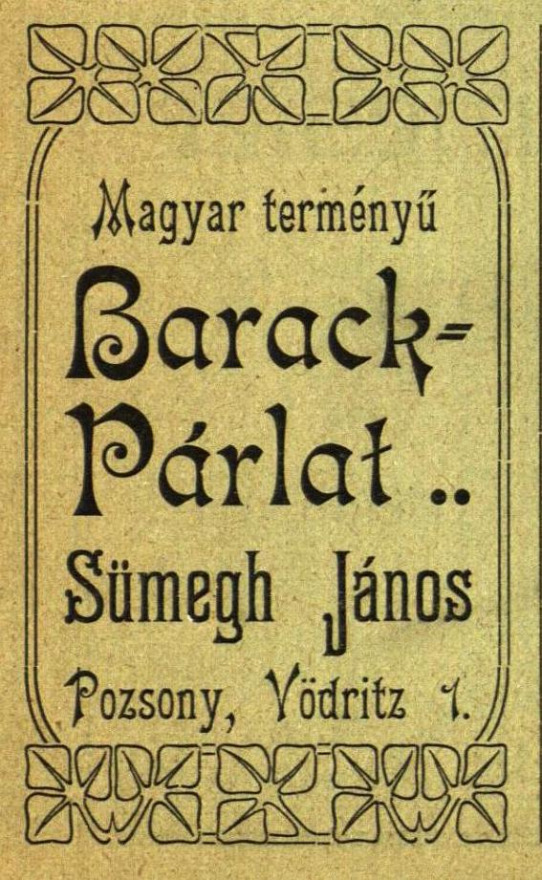 Magyar terményű
Barack-
Párlat ..
Sümegh János
Pozsony, Vödritz 1.